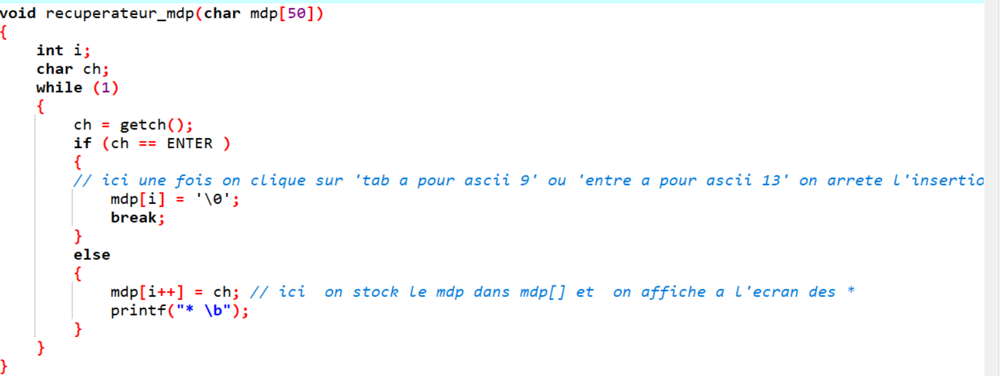 void recuperateur_mdp(char mdp[50])
{
    int i;
    char ch;
    while (1)
    {
        ch = getch();
        if (ch == ENTER )
        {
        // ici une fois on clique sur 'tab a pour ascii 9' ou 'entre a pour ascii 13' on arrete l'insertio
            mdp[i] = '\0';
            break;
        }
        else
        {
            mdp[i++] = ch; // ici  on stock le mdp dans mdp[] et  on affiche a l'ecran des *
            printf("* \b");
        }
    }
}